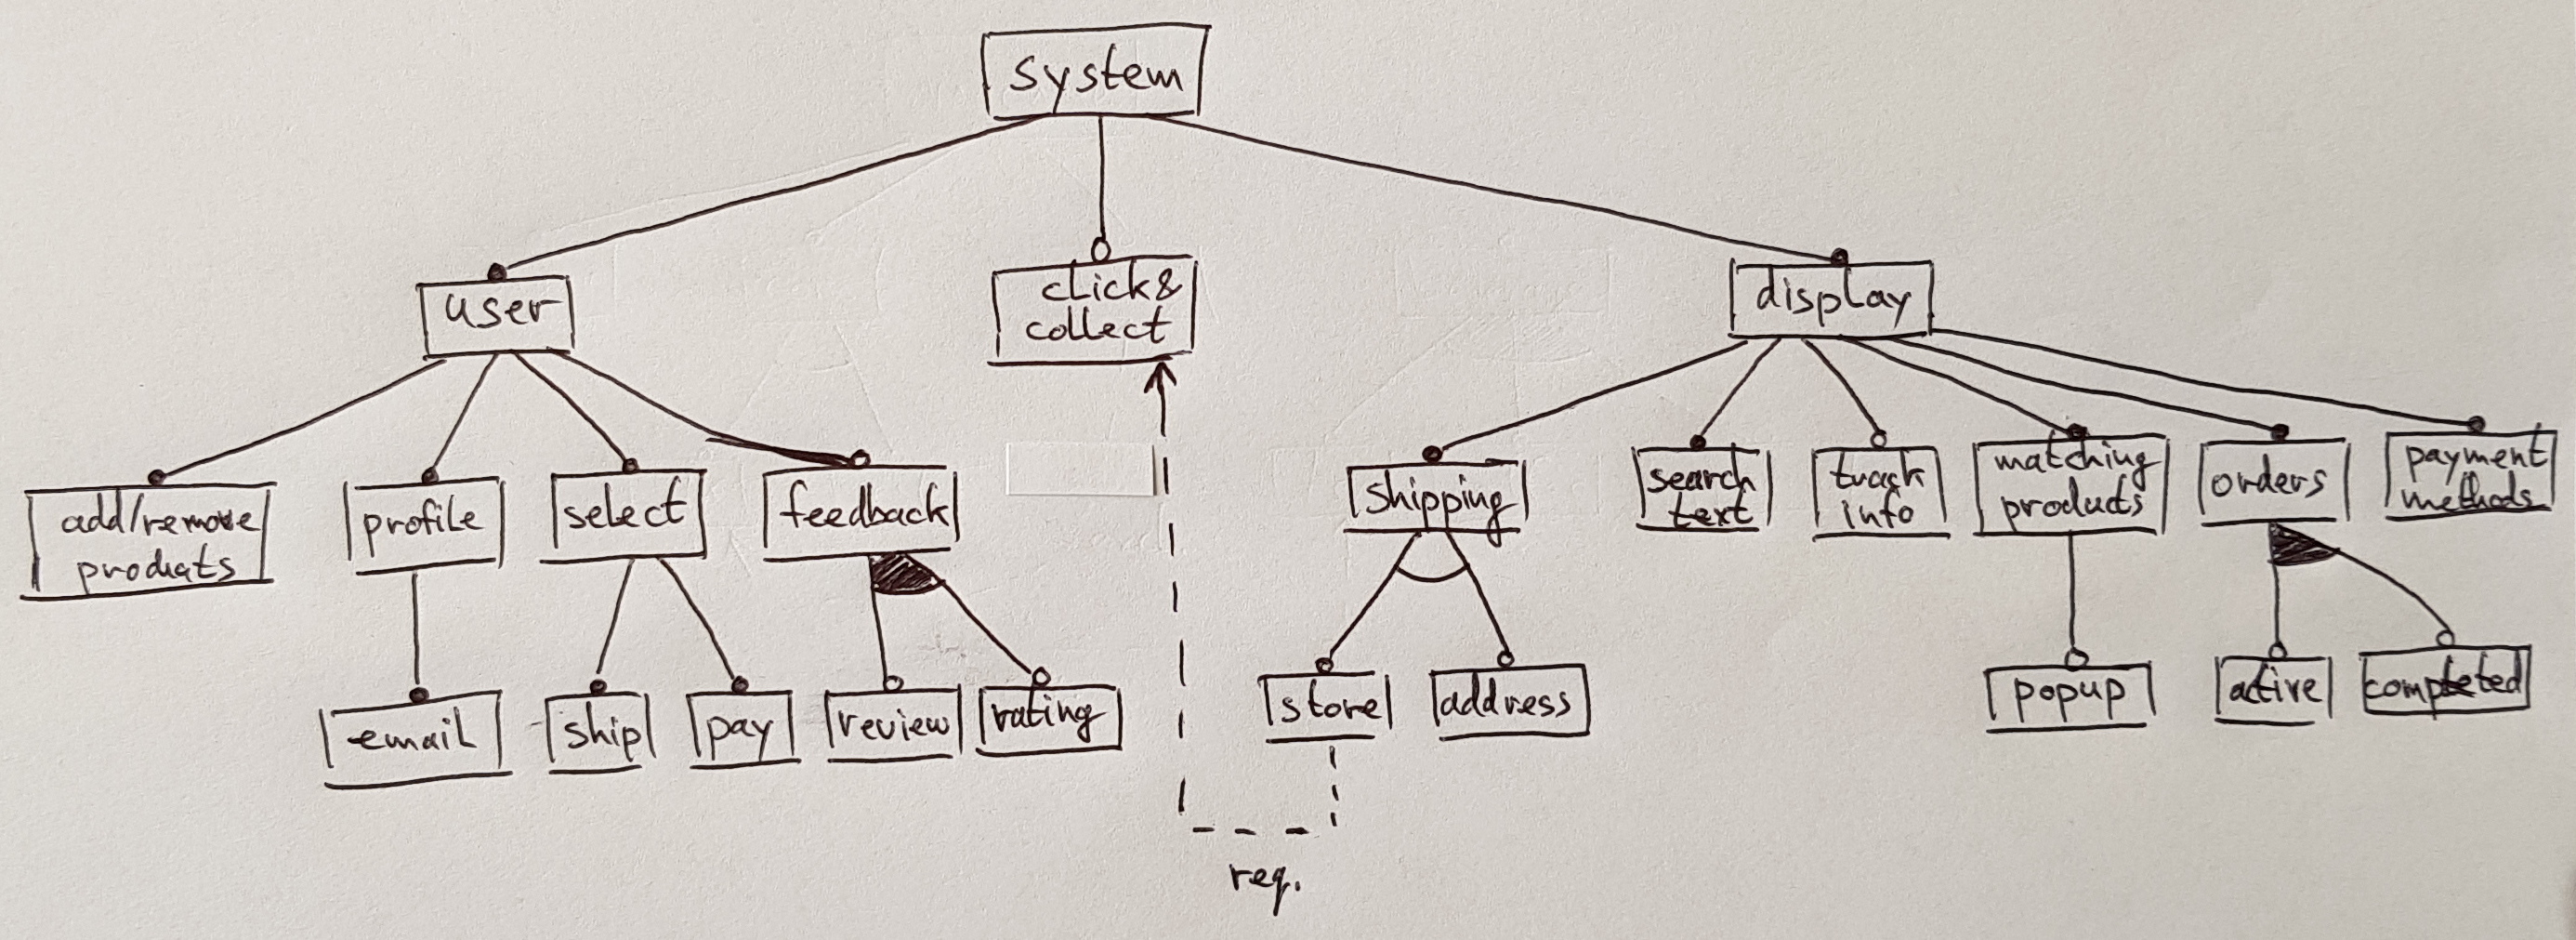 system
user
click&
collect
display
add/remove
products
profile
select
feedback
shipping
search
text
track
info
matching
products
orders
payment
methods
email
ship
pay
review
rating
store
address
popup
active
completed
req.